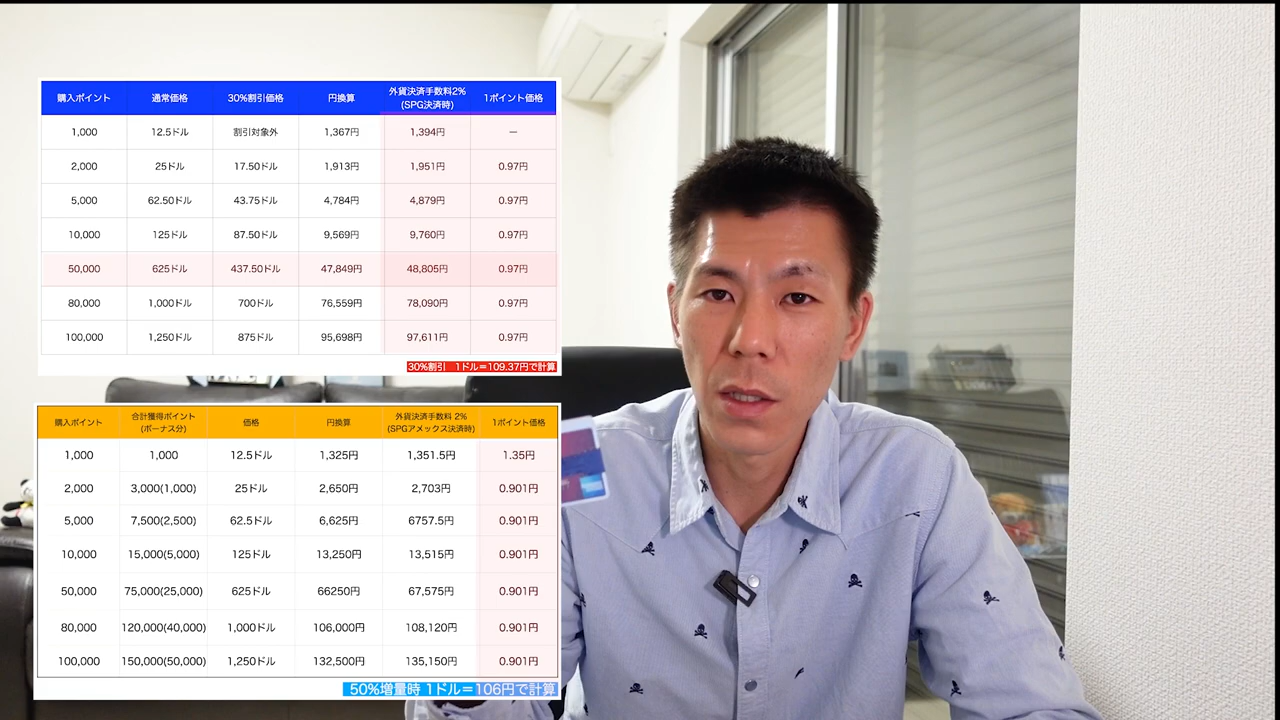 購入ポイント 通常価格 30%割引価格 円換算 外貨決済手数料2% (SPG決済時) 1ポイント価格
1,000 12.5ドル 割引対象外 1,367円 1,394円 ー
2,000 25ドル 17.50ドル 1,913円 1,951円 0.97円
5,000 62.50ドル 43.75ドル 4,784円 4,879円 0.97円
10,000 125ドル 87.50ドル 9,569円 9,760円 0.97円
50,000 625ドル 437.50ドル 47,849円 48,805円 0.97円
80,000 1,000ドル 700ドル 76,559円 78,090円 0.97円
100,000 1,250ドル 875ドル 95,698円 97,611円 0.97円
30%割引 1ドル＝109.37円で計算
購入ポイント 合計獲得ポイント (ボーナス分) 価格 円換算 外貨決済手数料 2% (SPGアメックス決済時) 1ポイント価格
1,000 1,000 12.5ドル 1,325円 1,351.5円 1.35円
2,000 3,000(1,000) 25ドル 2,650円 2,703円 0.901円
5,000 7,500(2,500) 62.5ドル 6,625円 6757.5円 0.901円
10,000 15,000(5,000) 125ドル 13,250円 13,515円 0.901円
50,000 75,000(25,000) 625ドル 66250円 67,575円 0.901円
80,000 120,000(40,000) 1,000ドル 106,000円 108,120円 0.901円
100,000 150,000(50,000) 1,250ドル 132,500円 135,150円 0.901円
50%増量時 1ドル＝106円で計算